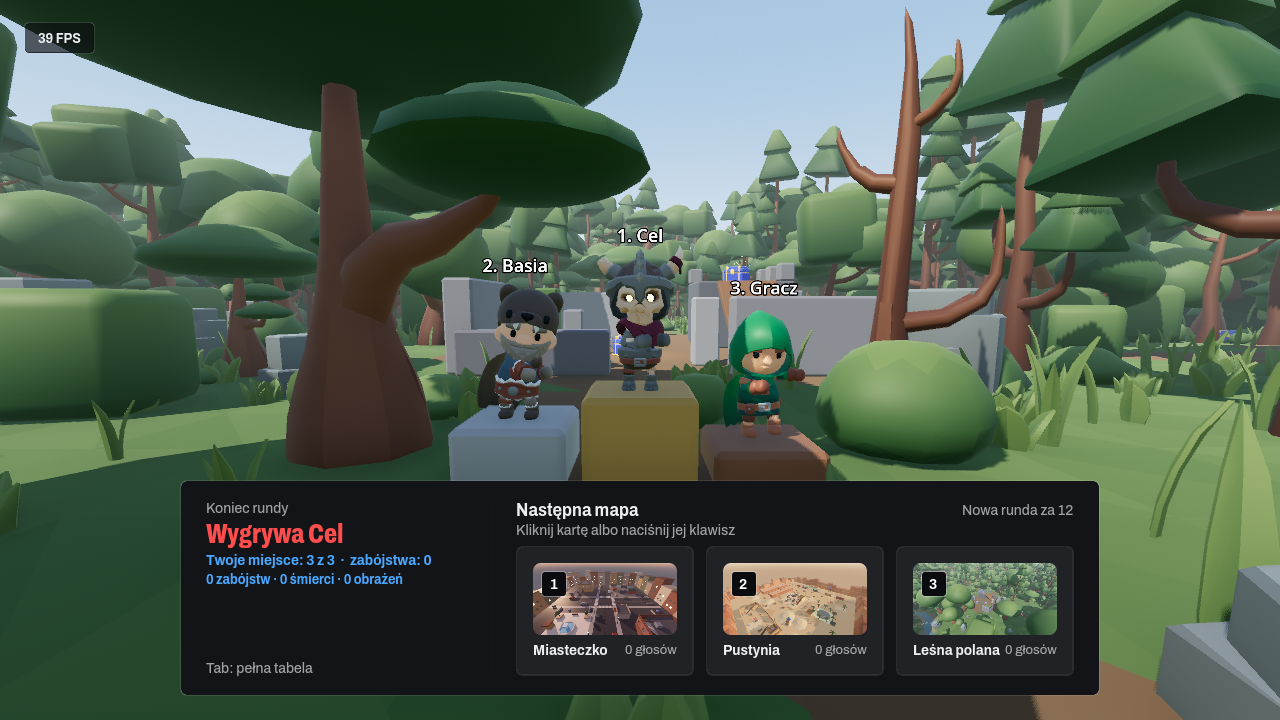 39 FPS
1. Cel
2. Basia
3. Gracz
Koniec rundy
Wygrywa Cel
Twoje miejsce: 3 z 3 · zabójstwa: 0
0 zabójstw · 0 śmierci · 0 obrażeń
Tab: pełna tabela
Następna mapa
Nowa runda za 12
Kliknij kartę albo naciśnij jej klawisz
1
Miasteczko 0 głosów
2
Pustynia 0 głosów
3
Leśna polana 0 głosów